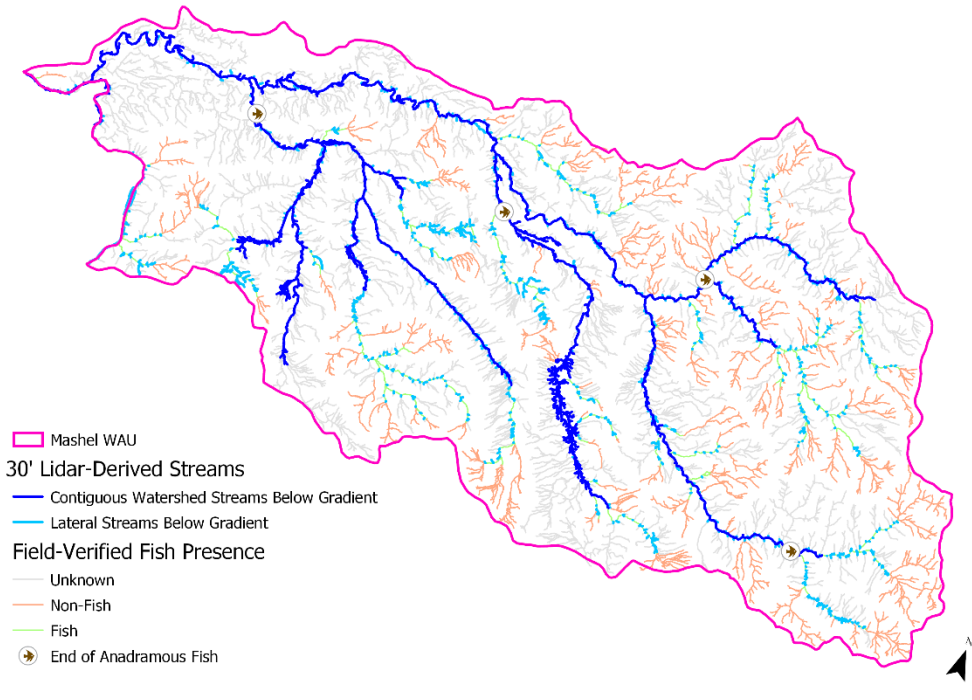 Mashel WAU
30' Lidar-Derived Streams
Contiguous Watershed Streams Below Gradient
Lateral Streams Below Gradient
Field-Verified Fish Presence
Unknown
Non-Fish
Fish
End of Anadramous Fish